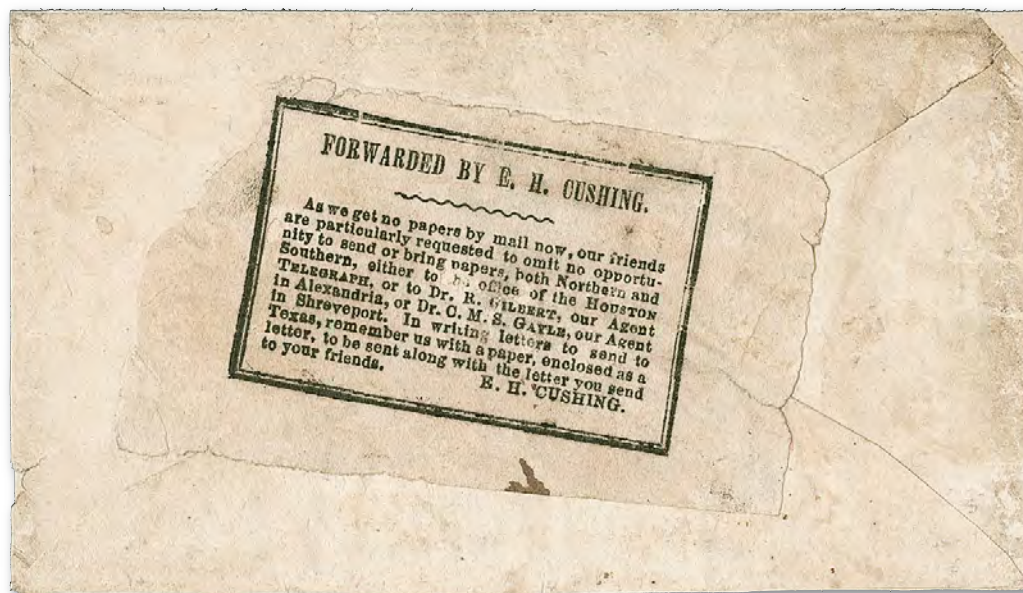 FORWARDED BY E. H. CUSHING.
As we get no papers by mail now, our friends
are particularly requested to omit no opportu-
nity to send or bring papers, both Northern and
Southern, either to the office of the HOUSTON
TELEGRAPH, or to Dr. R. GILBERT, our Agent
in Alexandria, or Dr. C. M. S. GAYLE, our Agent
in Shreveport. In writing letters to send to
Texas, remember us with a paper, enclosed as a
letter, to be sent along with the letter you send
to your friends.
E. H. CUSHING.